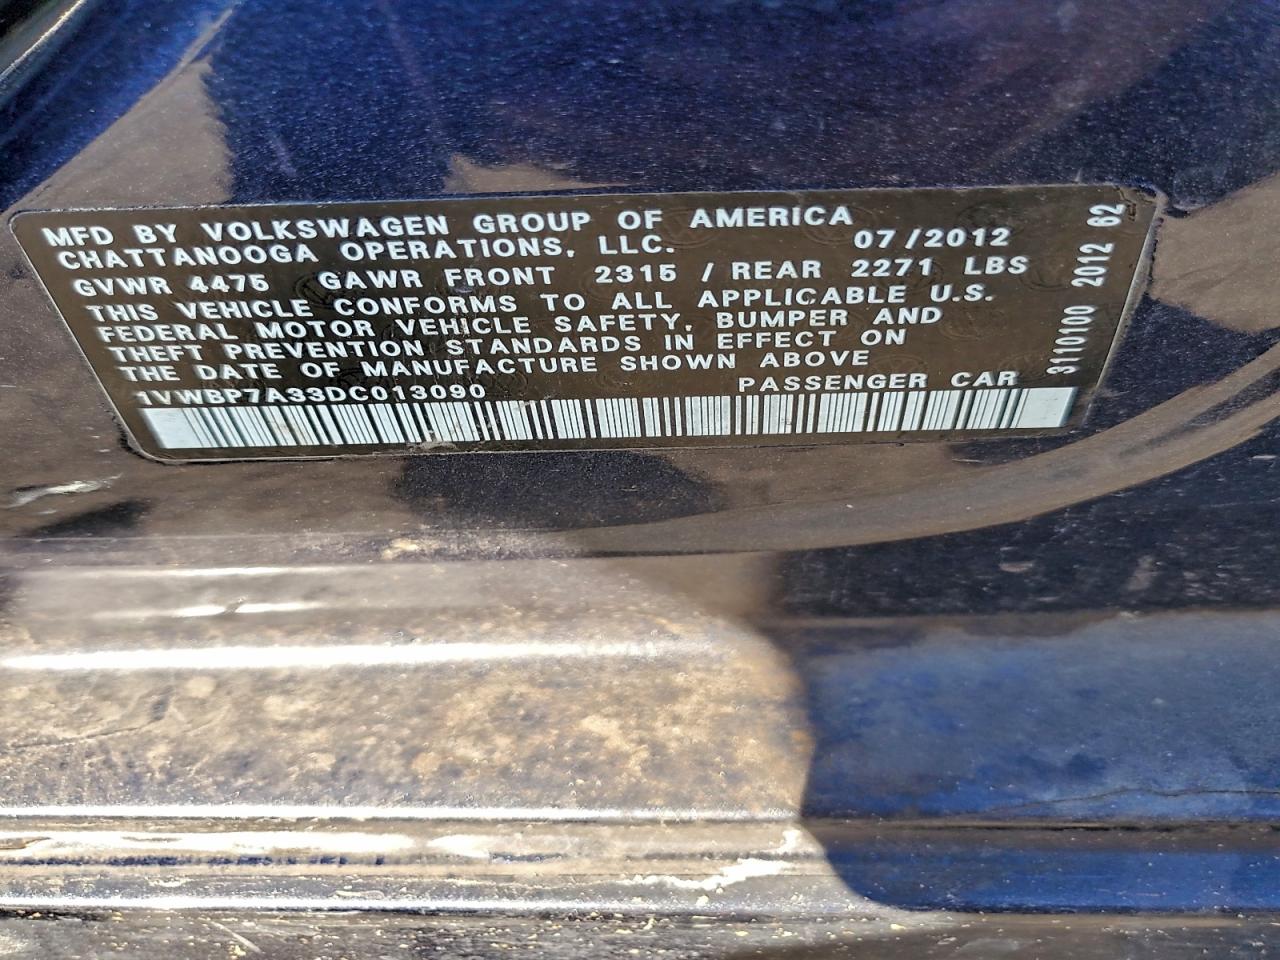 MFD BY VOLKSWAGEN GROUP OF AMERICA
CHATTANOOGA OPERATIONS, LLC. 07/2012
GVWR 4475 GAWR FRONT 2315 / REAR 2271 LBS
THIS VEHICLE CONFORMS TO ALL APPLICABLE U.S.
FEDERAL MOTOR VEHICLE SAFETY, BUMPER AND
THEFT PREVENTION STANDARDS IN EFFECT ON
THE DATE OF MANUFACTURE SHOWN ABOVE
1VWBP7A33DC013090 PASSENGER CAR
3110100 2012 62